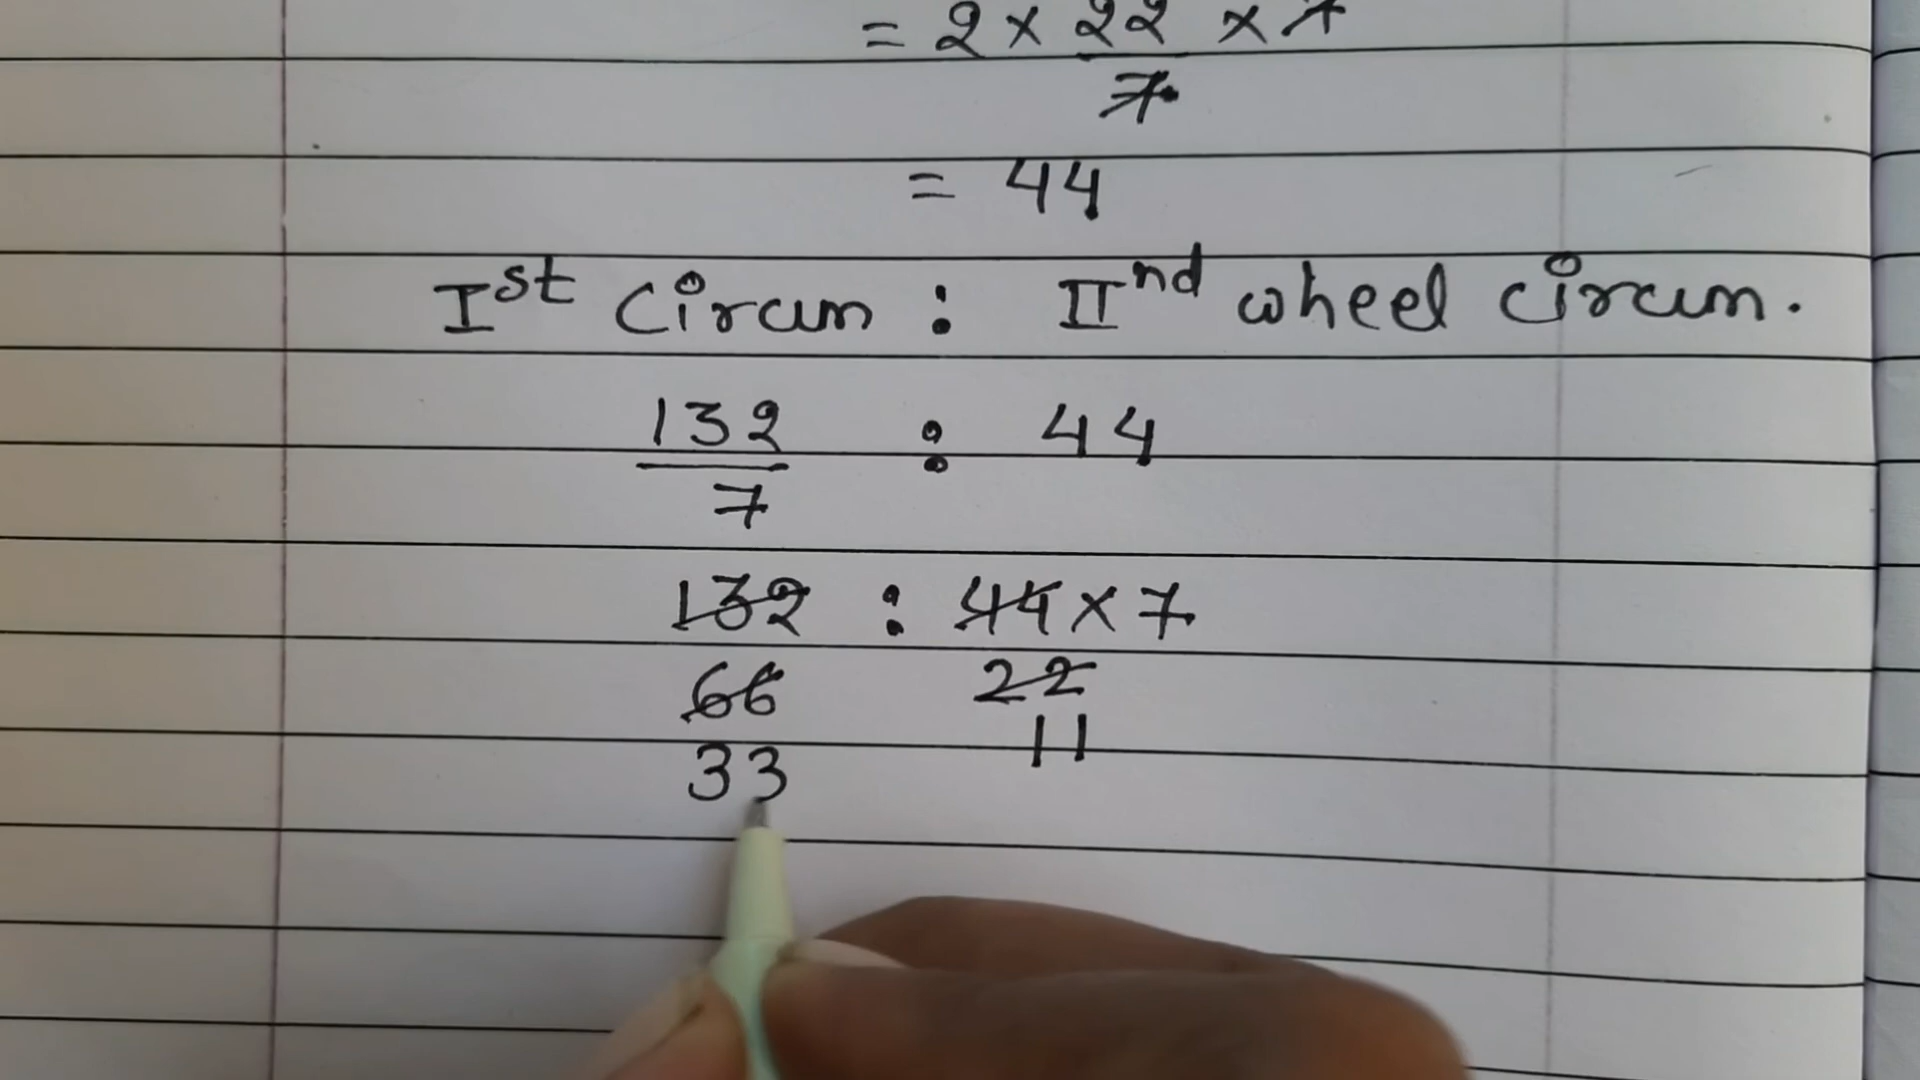 = 2 × 22 × 7
7
= 44
Ist Circum : IInd wheel circum.
132 : 44
7
132 : 44 × 7
66 22
11
33